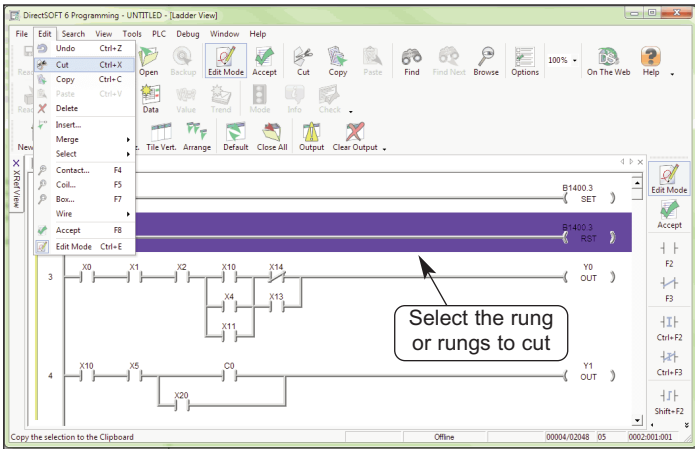 DirectSOFT 6 Programming - UNTITLED - [Ladder View]
File Edit Search View Tools PLC Debug Window Help
Undo Ctrl+Z
Cut Ctrl+X
Copy Ctrl+C
Paste Ctrl+V
Delete
Insert...
Merge
Select
Contact... F4
Coil... F5
Box... F7
Wire
Accept F8
Edit Mode Ctrl+E
Open Backup Edit Mode Accept Cut Copy Paste Find Find Next Browse Options 100% On The Web Help
Data Value Trend Mode Info Check
New Tile Vert. Arrange Default Close All Output Clear Output
XRef View
B1400.3
SET
B1400.3
RST
3 X0 X1 X2 X10 X14 Y0
OUT
X4 X13
X11
4 X10 X5 C0 Y1
OUT
X20
Select the rung
or rungs to cut
Edit Mode
Accept
F2
F3
Ctrl+F2
Ctrl+F3
Shift+F2
Copy the selection to the Clipboard Offline 00004/02048 05 0002:001:001